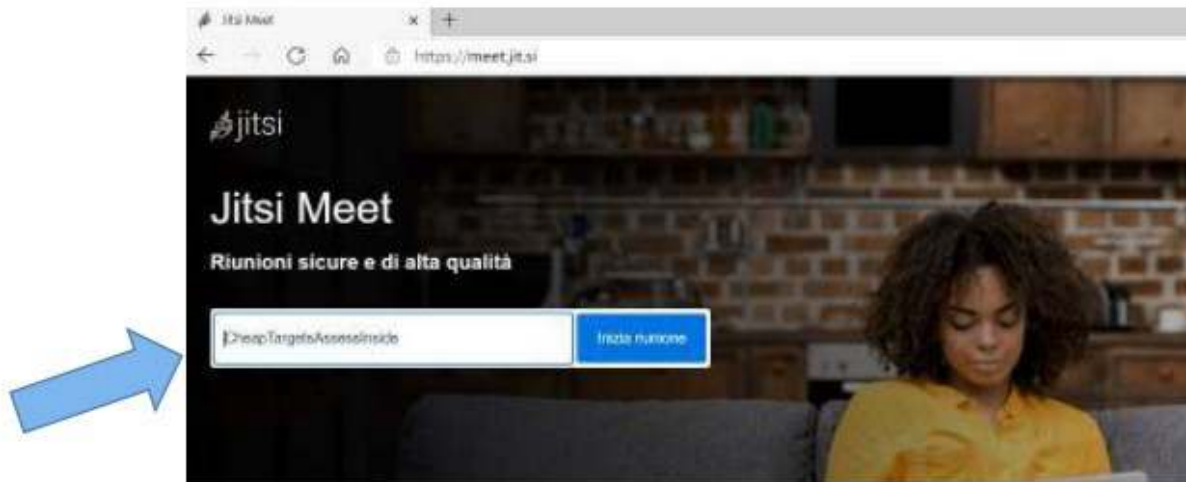 Jitsi Meet
https://meet.jit.si
jitsi
Jitsi Meet
Riunioni sicure e di alta qualità
CheapTargetsAssessInside
Inizia riunione